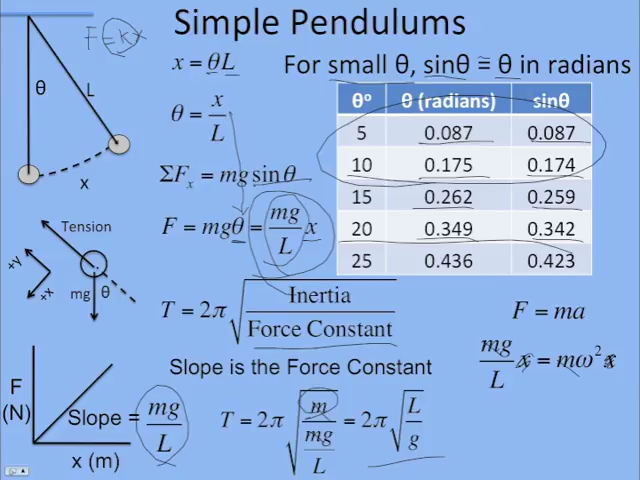 Simple Pendulums
F = Kx
x = θL
For small θ, sinθ ≅ θ in radians
θ
L
x
θ = x/L
θ° θ (radians) sinθ
5 0.087 0.087
10 0.175 0.174
15 0.262 0.259
20 0.349 0.342
25 0.436 0.423
ΣFₓ = mg sin θ
F = mgθ = mg/L x
Tension
+y
+x
mg θ
T = 2π √(Inertia / Force Constant)
F = ma
mg/L x = mω² x
Slope is the Force Constant
F
(N)
Slope = mg/L
x (m)
T = 2π √(m / (mg/L)) = 2π √(L/g)